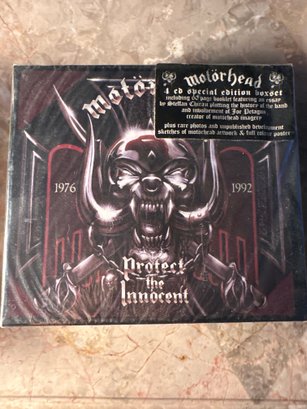 Motör
motörhead
4 cd special edition boxset
including 60 page booklet featuring an essay
by Steffan Chirazi plotting the history of the band
and involvement of Joe Petagno
creator of motörhead imagery
plus rare photos and unpublished development
sketches of motörhead artwork & full colour poster
1976
1992
Protect
the
Innocent